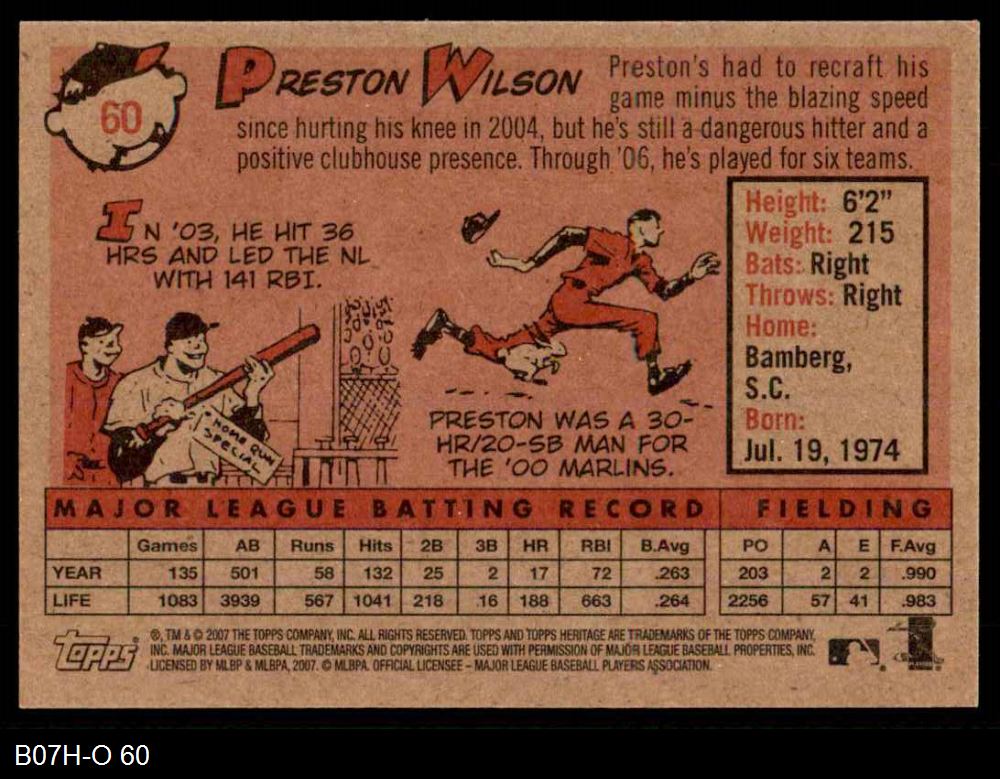 60
PRESTON WILSON
Preston's had to recraft his
game minus the blazing speed
since hurting his knee in 2004, but he's still a dangerous hitter and a
positive clubhouse presence. Through '06, he's played for six teams.
IN '03, HE HIT 36
HRS AND LED THE NL
WITH 141 RBI.
HOME RUN
SPECIAL
PRESTON WAS A 30-
HR/20-SB MAN FOR
THE '00 MARLINS.
Height: 6'2"
Weight: 215
Bats: Right
Throws: Right
Home:
Bamberg,
S.C.
Born:
Jul. 19, 1974
MAJOR LEAGUE BATTING RECORD FIELDING
Games AB Runs Hits 2B 3B HR RBI B.Avg PO A E F.Avg
YEAR 135 501 58 132 25 2 17 72 .263 203 2 2 .990
LIFE 1083 3939 567 1041 218 16 188 663 .264 2256 57 41 .983
Topps
®, TM & © 2007 THE TOPPS COMPANY, INC. ALL RIGHTS RESERVED. TOPPS AND TOPPS HERITAGE ARE TRADEMARKS OF THE TOPPS COMPANY,
INC. MAJOR LEAGUE BASEBALL TRADEMARKS AND COPYRIGHTS ARE USED WITH PERMISSION OF MAJOR LEAGUE BASEBALL PROPERTIES, INC.
LICENSED BY MLBP & MLBPA, 2007. © MLBPA. OFFICIAL LICENSEE – MAJOR LEAGUE BASEBALL PLAYERS ASSOCIATION.
B07H-O 60